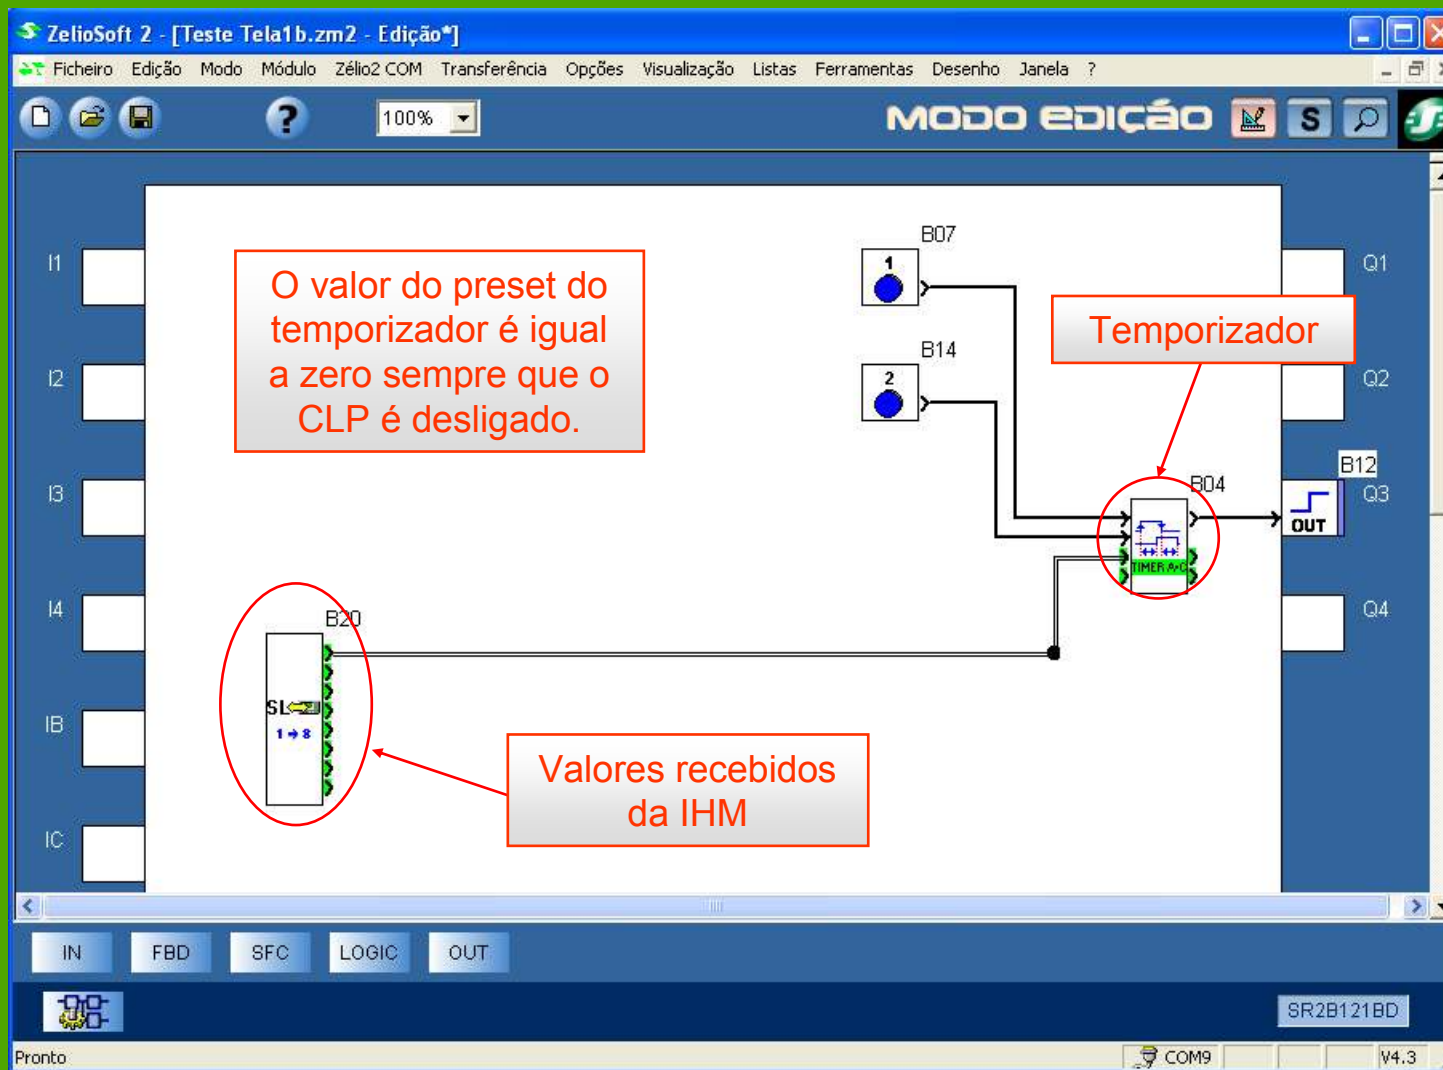 ZelioSoft 2 - [Teste Tela1b.zm2 - Edição*]
Ficheiro Edição Modo Módulo Zélio2 COM Transferência Opções Visualização Listas Ferramentas Desenho Janela ?
? 100% MODO EDIÇÃO S
B07
I1 1 Q1
O valor do preset do
temporizador é igual
a zero sempre que o
CLP é desligado.
Temporizador
B14
I2 2 Q2
B12
I3 B04 Q3
OUT
TIMER A-C
I4 Q4
B20
SL
1 → 8
IB
Valores recebidos
da IHM
IC
IN FBD SFC LOGIC OUT
SR2B121BD
Pronto COM9 V4.3